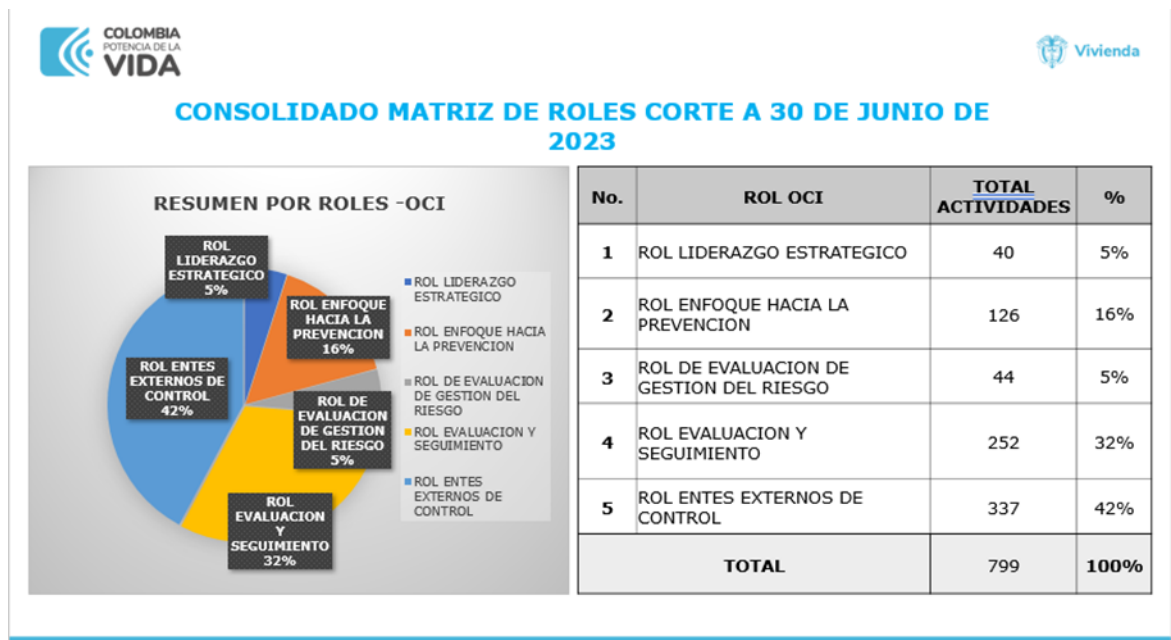 COLOMBIA
POTENCIA DE LA
VIDA
Vivienda
CONSOLIDADO MATRIZ DE ROLES CORTE A 30 DE JUNIO DE
2023
RESUMEN POR ROLES -OCI
ROL
LIDERAZGO
ESTRATEGICO
5%
ROL ENFOQUE
HACIA LA
PREVENCION
16%
ROL DE
EVALUACION
DE GESTION
DEL RIESGO
5%
ROL
EVALUACION
Y
SEGUIMIENTO
32%
ROL ENTES
EXTERNOS DE
CONTROL
42%
ROL LIDERAZGO
ESTRATEGICO
ROL ENFOQUE HACIA
LA PREVENCION
ROL DE EVALUACION
DE GESTION DEL
RIESGO
ROL EVALUACION Y
SEGUIMIENTO
ROL ENTES
EXTERNOS DE
CONTROL
No. ROL OCI TOTAL ACTIVIDADES %
1 ROL LIDERAZGO ESTRATEGICO 40 5%
2 ROL ENFOQUE HACIA LA PREVENCION 126 16%
3 ROL DE EVALUACION DE GESTION DEL RIESGO 44 5%
4 ROL EVALUACION Y SEGUIMIENTO 252 32%
5 ROL ENTES EXTERNOS DE CONTROL 337 42%
TOTAL 799 100%